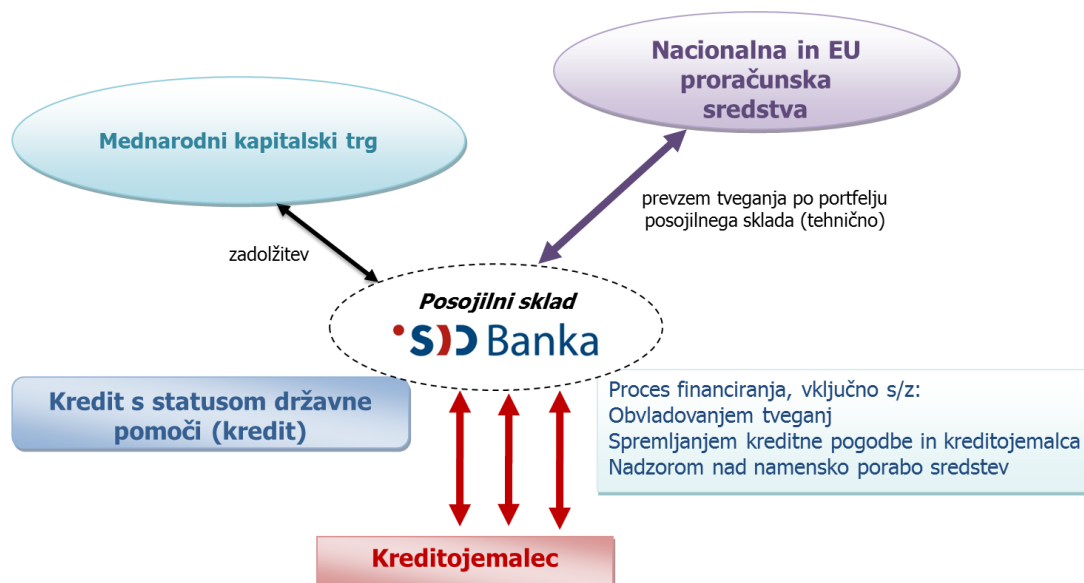 Nacionalna in EU
proračunska
sredstva
Mednarodni kapitalski trg
prevzem tveganja po portfelju
posojilnega sklada (tehnično)
zadolžitev
Posojilni sklad
SID Banka
Kredit s statusom državne
pomoči (kredit)
Proces financiranja, vključno s/z:
Obvladovanjem tveganj
Spremljanjem kreditne pogodbe in kreditojemalca
Nadzorom nad namensko porabo sredstev
Kreditojemalec